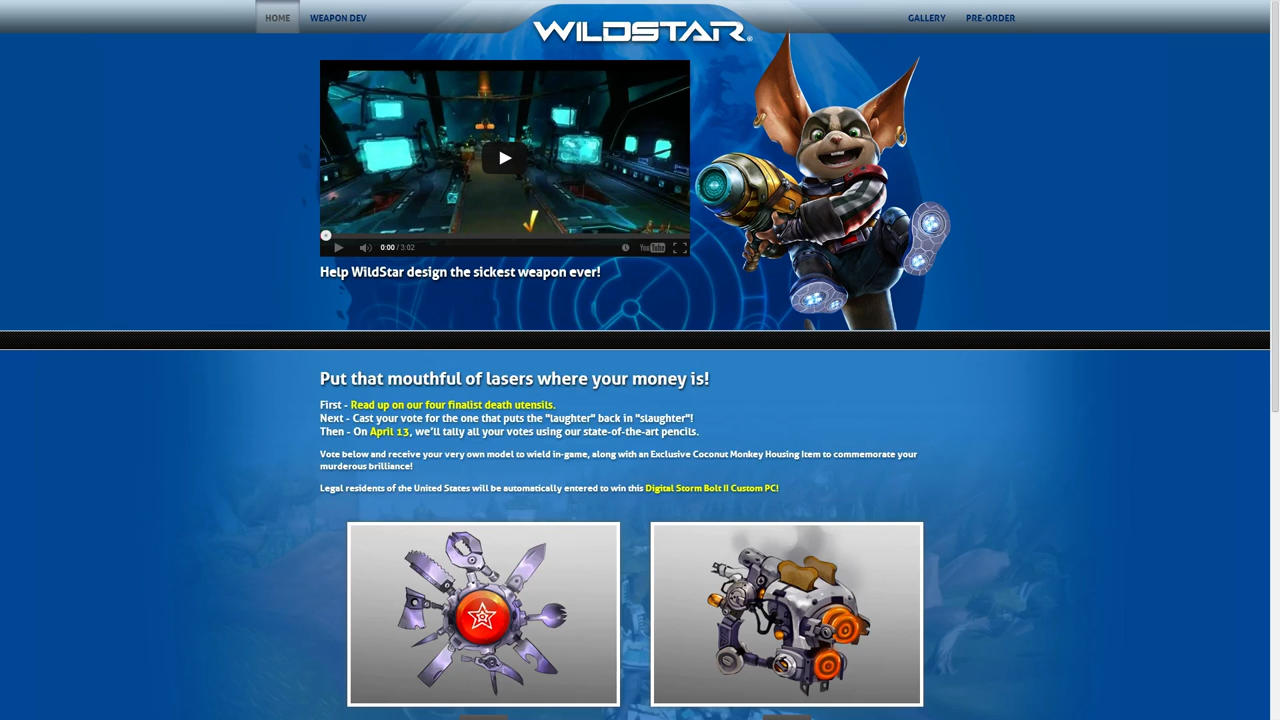 HOME
WEAPON DEV
WILDSTAR®
GALLERY
PRE-ORDER
0:00 / 3:02
YouTube
Help WildStar design the sickest weapon ever!
Put that mouthful of lasers where your money is!
First - Read up on our four finalist death utensils.
Next - Cast your vote for the one that puts the "laughter" back in "slaughter"!
Then - On April 13, we'll tally all your votes using our state-of-the-art pencils.
Vote below and receive your very own model to wield in-game, along with an Exclusive Coconut Monkey Housing Item to commemorate your
murderous brilliance!
Legal residents of the United States will be automatically entered to win this Digital Storm Bolt II Custom PC!